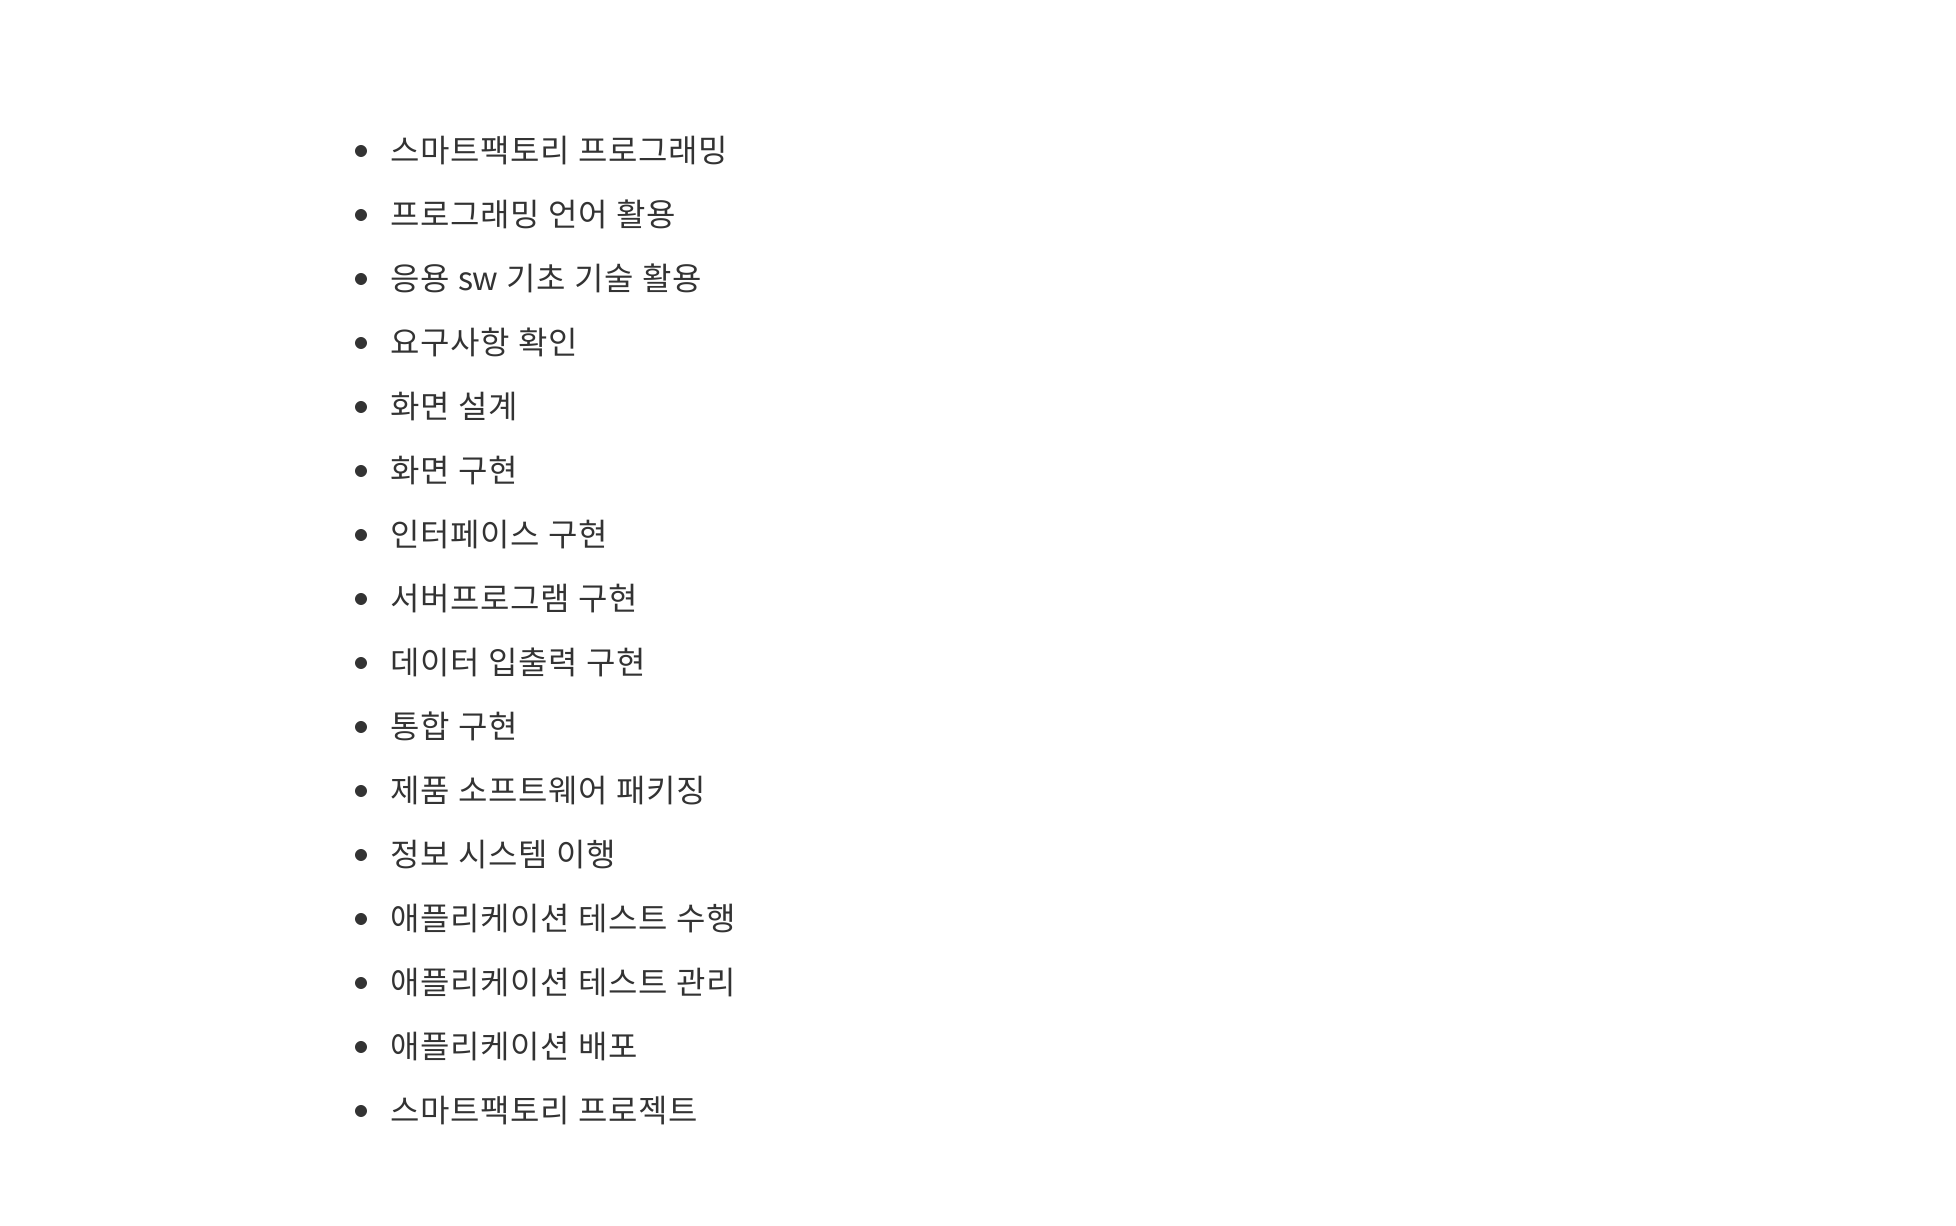 스마트팩토리 프로그래밍
프로그래밍 언어 활용
응용 sw 기초 기술 활용
요구사항 확인
화면 설계
화면 구현
인터페이스 구현
서버프로그램 구현
데이터 입출력 구현
통합 구현
제품 소프트웨어 패키징
정보 시스템 이행
애플리케이션 테스트 수행
애플리케이션 테스트 관리
애플리케이션 배포
스마트팩토리 프로젝트